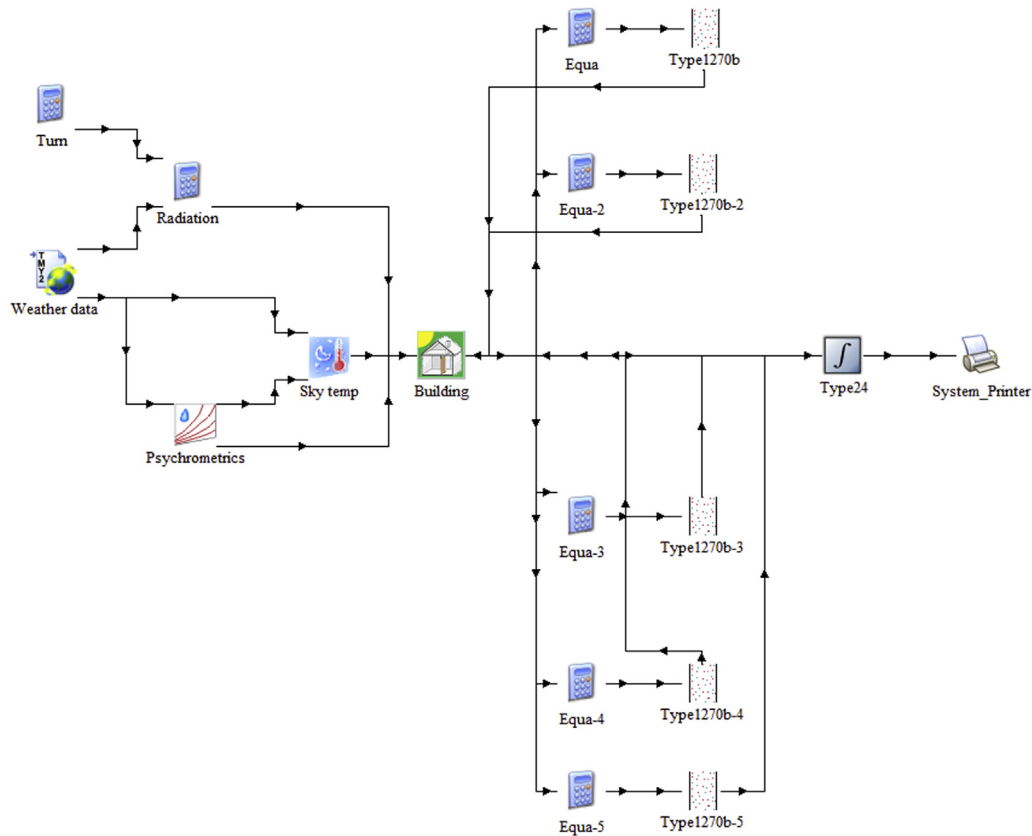 Equa
Type1270b
Turn
Equa-2
Type1270b-2
Radiation
TMY2
Weather data
Sky temp
Building
Type24
System_Printer
Psychrometrics
Equa-3
Type1270b-3
Equa-4
Type1270b-4
Equa-5
Type1270b-5